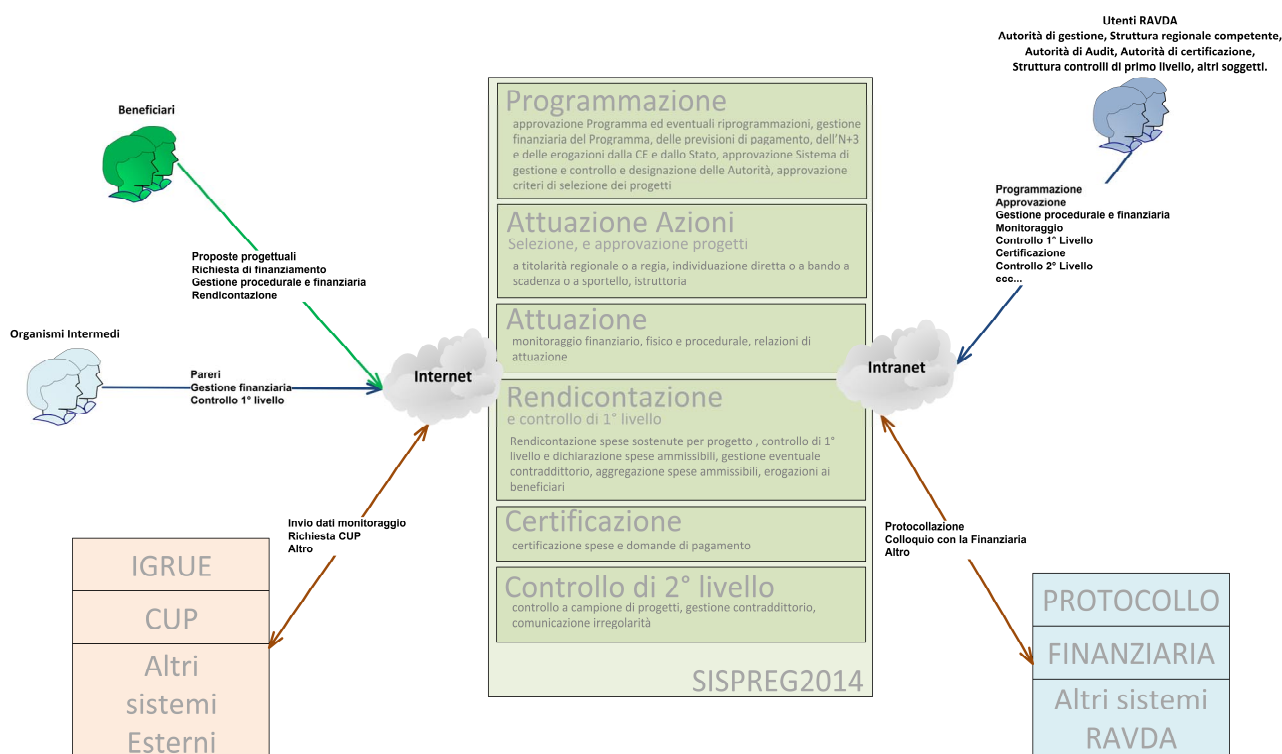 Utenti RAVDA
Autorità di gestione, Struttura regionale competente,
Autorità di Audit, Autorità di certificazione,
Struttura controlli di primo livello, altri soggetti.
Beneficiari
Proposte progettuali
Richiesta di finanziamento
Gestione procedurale e finanziaria
Rendicontazione
Organismi Intermedi
Pareri
Gestione finanziaria
Controllo 1° livello
Internet
Invio dati monitoraggio
Richiesta CUP
Altro
IGRUE
CUP
Altri
sistemi
Esterni
Programmazione
approvazione Programma ed eventuali riprogrammazioni, gestione
finanziaria del Programma, delle previsioni di pagamento, dell'N+3
e delle erogazioni dalla CE e dallo Stato, approvazione Sistema di
gestione e controllo e designazione delle Autorità, approvazione
criteri di selezione dei progetti
Attuazione Azioni
Selezione, e approvazione progetti
a titolarità regionale o a regia, individuazione diretta o a bando a
scadenza o a sportello, istruttoria
Attuazione
monitoraggio finanziario, fisico e procedurale, relazioni di
attuazione
Rendicontazione
e controllo di 1° livello
Rendicontazione spese sostenute per progetto , controllo di 1°
livello e dichiarazione spese ammissibili, gestione eventuale
contraddittorio, aggregazione spese ammissibili, erogazioni ai
beneficiari
Certificazione
certificazione spese e domande di pagamento
Controllo di 2° livello
controllo a campione di progetti, gestione contraddittorio,
comunicazione irregolarità
SISPREG2014
Programmazione
Approvazione
Gestione procedurale e finanziaria
Monitoraggio
Controllo 1° Livello
Certificazione
Controllo 2° Livello
ecc...
Intranet
Protocollazione
Colloquio con la Finanziaria
Altro
PROTOCOLLO
FINANZIARIA
Altri sistemi
RAVDA